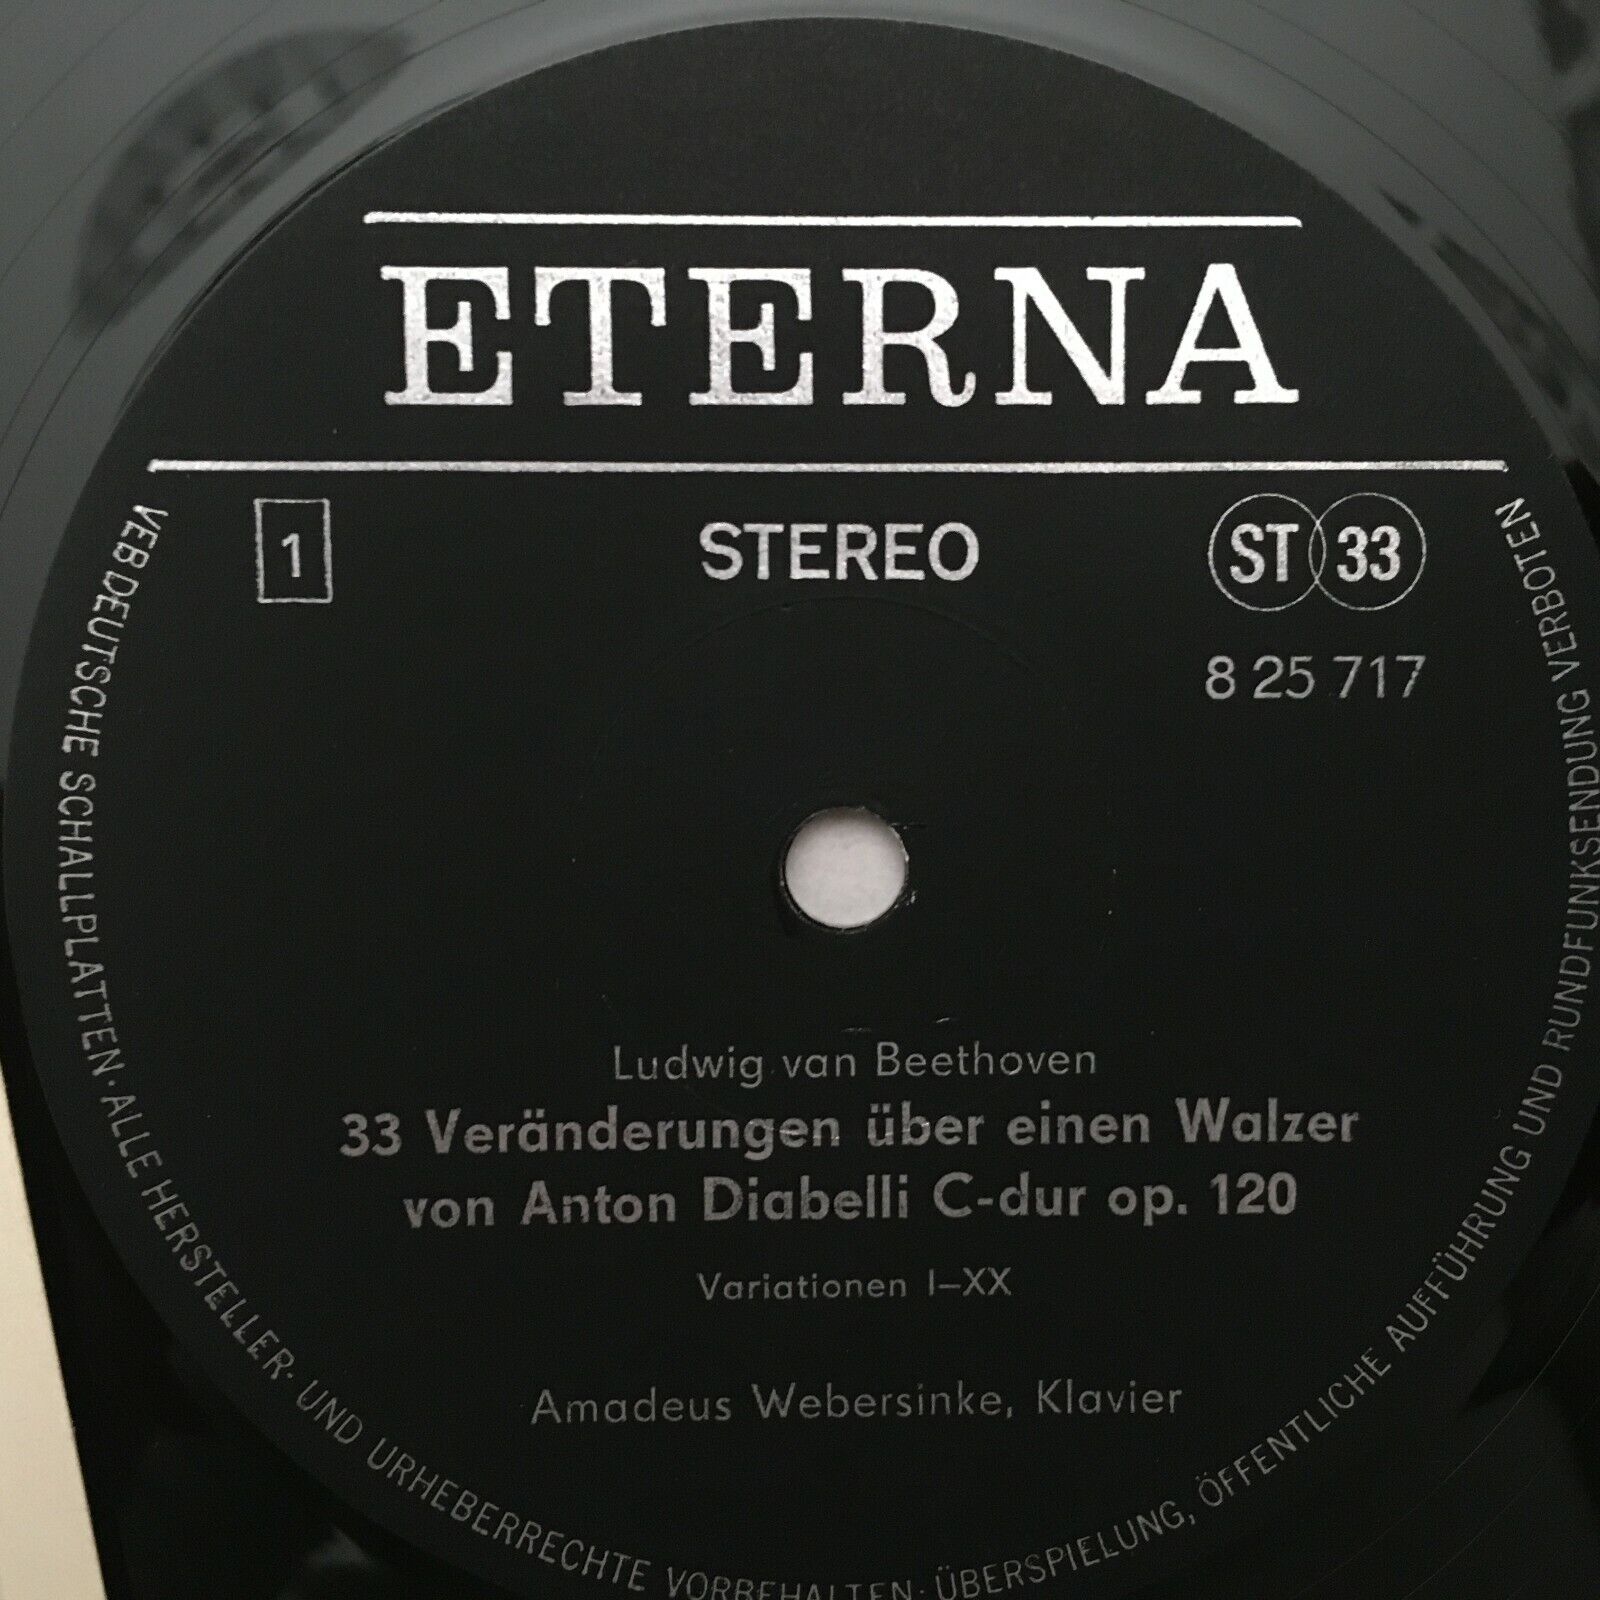 ETERNA
1
STEREO
ST 33
8 25 717
Ludwig van Beethoven
33 Veränderungen über einen Walzer
von Anton Diabelli C-dur op. 120
Variationen I–XX
Amadeus Webersinke, Klavier
VEB DEUTSCHE SCHALLPLATTEN · ALLE HERSTELLER- UND URHEBERRECHTE VORBEHALTEN · ÜBERSPIELUNG, ÖFFENTLICHE AUFFÜHRUNG UND RUNDFUNKSENDUNG VERBOTEN